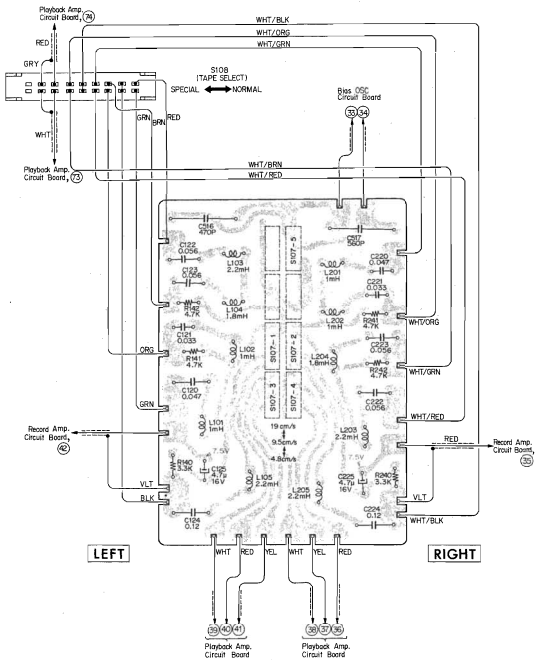 Playback Amp.
Circuit Board, 74
WHT/BLK
WHT/ORG
WHT/GRN
RED
GRY
S108
(TAPE SELECT)
SPECIAL NORMAL
Bias OSC
Circuit Board
33 34
GRN
BRN
RED
WHT
Playback Amp.
Circuit Board, 73
WHT/BRN
WHT/RED
C516
470P
C517
560P
S107-5
C122
0.056
L103
2.2mH
L201
1mH
C220
0.047
C123
0.056
C221
0.033
R142
4.7K
L104
1.8mH
L202
1mH
R241
4.7K
WHT/ORG
C121
0.033
S107-1
S107-2
C223
0.056
ORG
R141
4.7K
L102
1mH
L204
1.8mH
R242
4.7K
WHT/GRN
C120
0.047
S107-3
S107-4
C222
0.056
GRN
L101
1mH
19cm/s
9.5cm/s
4.8cm/s
L203
2.2mH
WHT/RED
RED
Record Amp.
Circuit Board,
42
Record Amp.
Circuit Board,
35
7.5V
7.5V
R140
3.3K
C125
4.7μ
16V
L105
2.2mH
L205
2.2mH
C225
4.7μ
16V
R240
3.3K
VLT
BLK
VLT
C124
0.12
C224
0.12
WHT/BLK
LEFT
WHT RED YEL WHT YEL RED
RIGHT
39 40 41
38 37 36
Playback Amp.
Circuit Board
Playback Amp.
Circuit Board